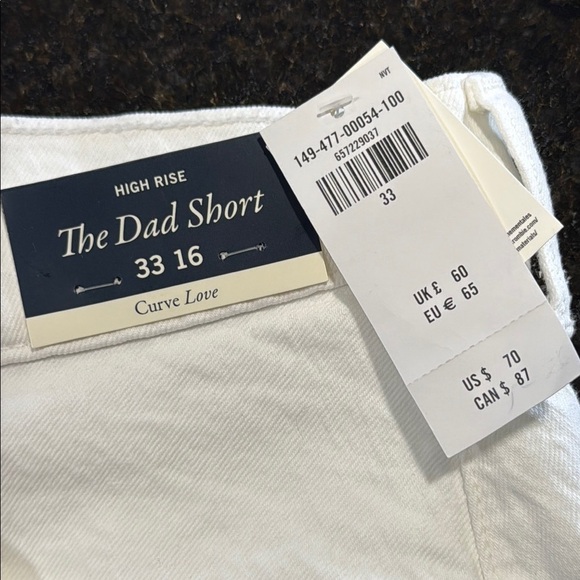 HIGH RISE
The Dad Short
33 16
Curve Love
NVT
149-477-00054-100
657229037
33
UK £ 60
EU € 65
US $ 70
CAN $ 87